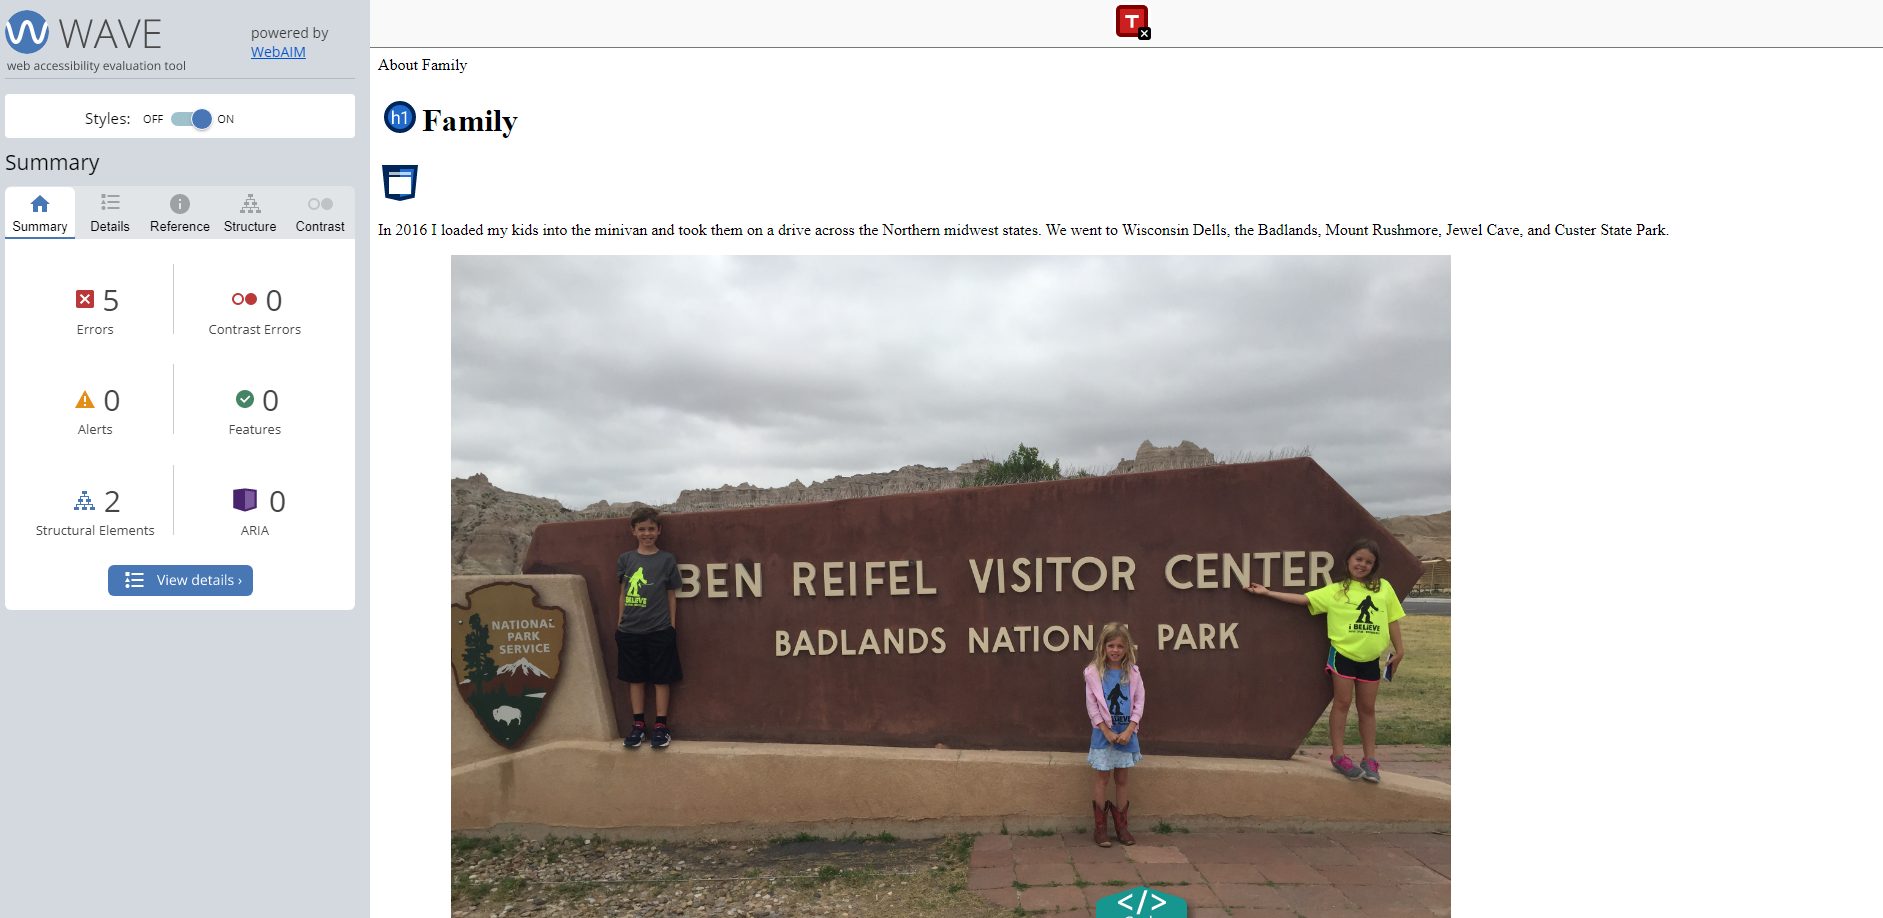 WAVE
powered by
WebAIM
web accessibility evaluation tool
Styles: OFF ON
Summary
Summary Details Reference Structure Contrast
5 Errors
0 Contrast Errors
0 Alerts
0 Features
2 Structural Elements
0 ARIA
View details ›
T
About Family
h1 Family
In 2016 I loaded my kids into the minivan and took them on a drive across the Northern midwest states. We went to Wisconsin Dells, the Badlands, Mount Rushmore, Jewel Cave, and Custer State Park.
BEN REIFEL VISITOR CENTER
BADLANDS NATIONAL PARK
NATIONAL
PARK
SERVICE
I BELIEVE
</>